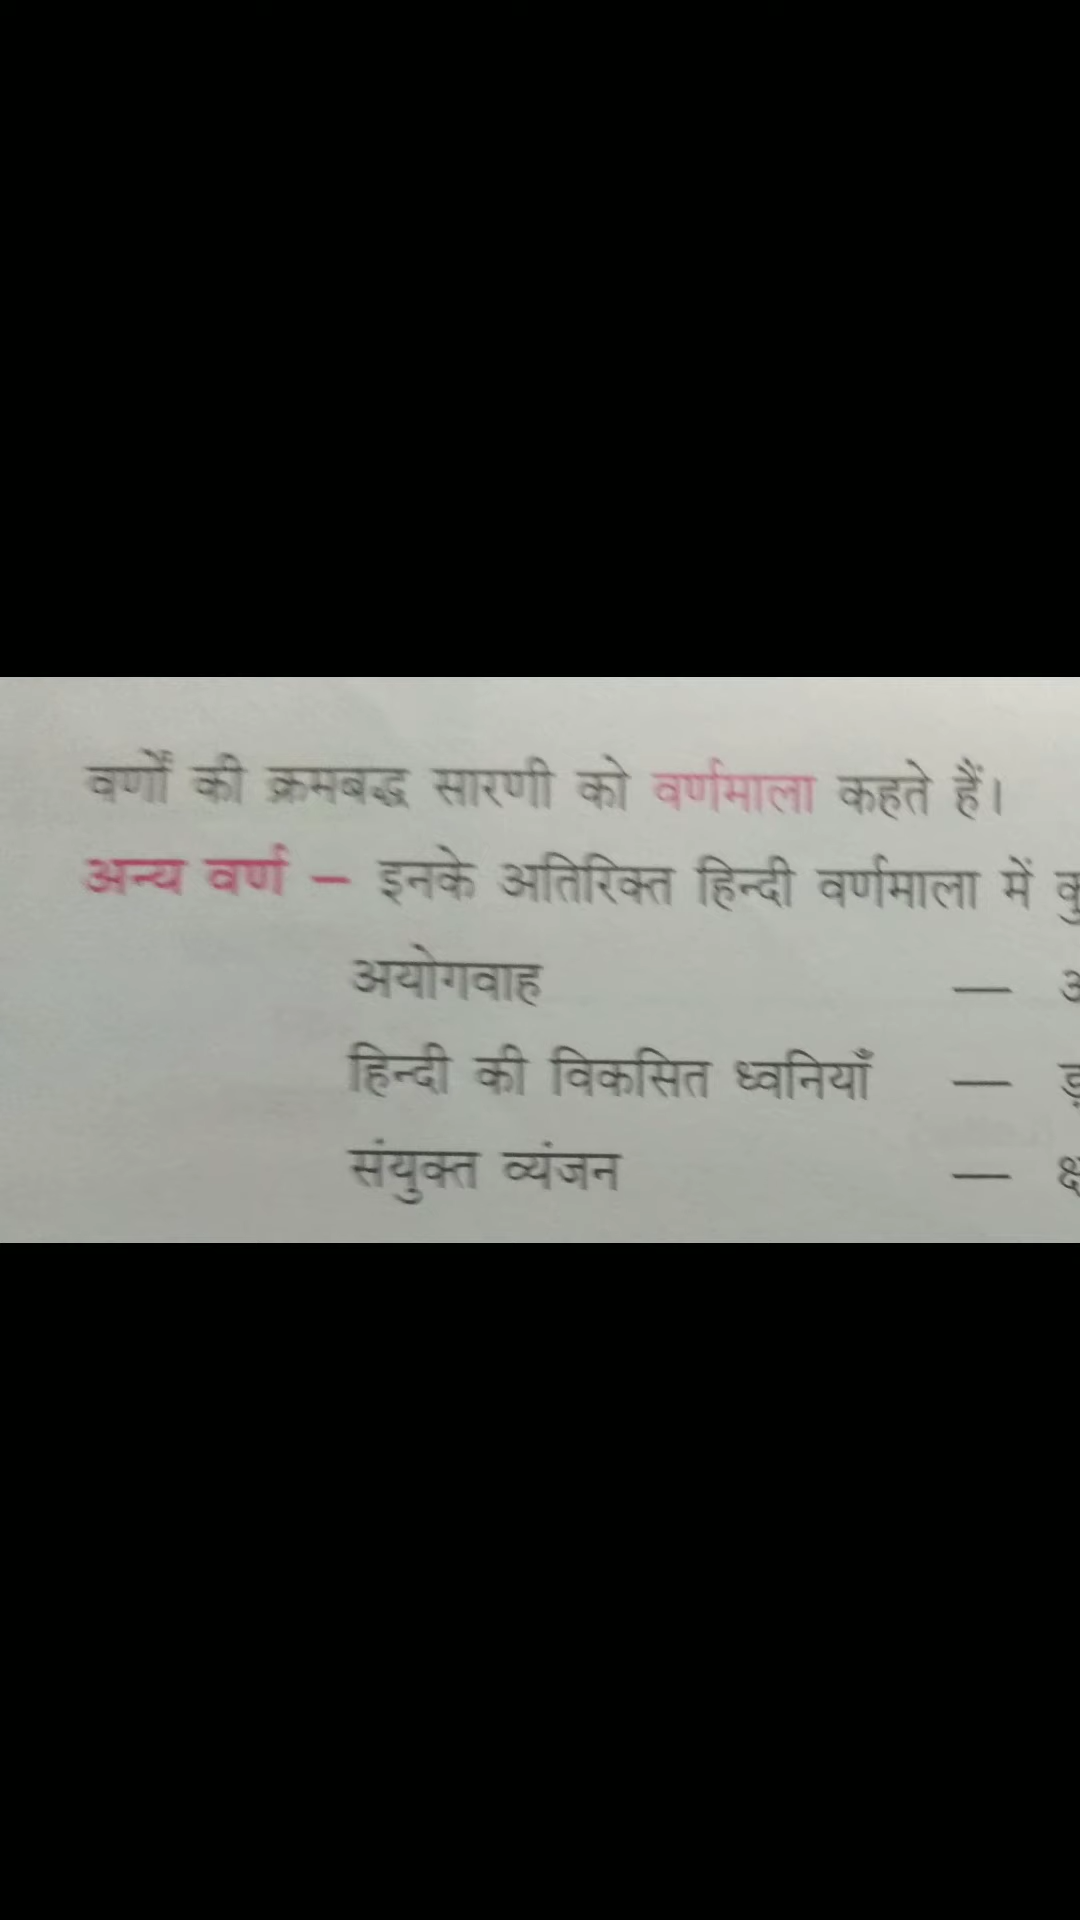 वर्णों की क्रमबद्ध सारणी को वर्णमाला कहते हैं।
अन्य वर्ण – इनके अतिरिक्त हिन्दी वर्णमाला में
अयोगवाह —
हिन्दी की विकसित ध्वनियाँ —
संयुक्त व्यंजन —